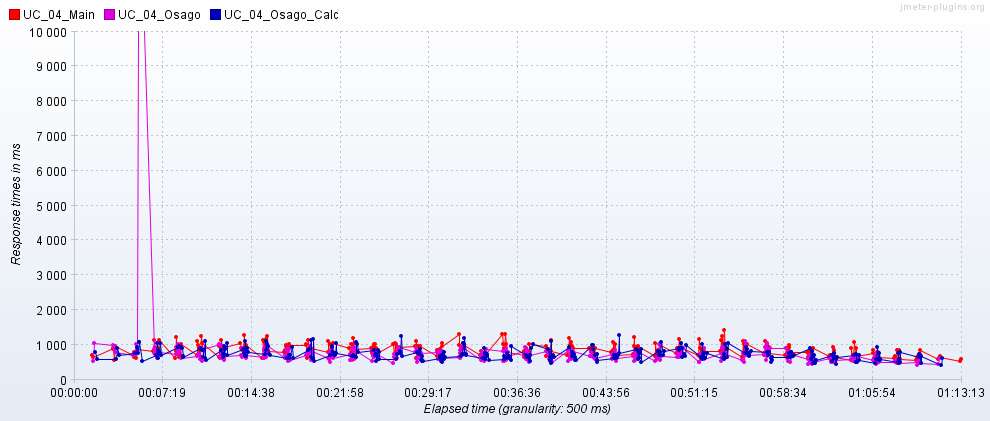 UC_04_Main UC_04_Osago UC_04_Osago_Calc
jmeter-plugins.org
10 000
9 000
8 000
7 000
6 000
5 000
4 000
3 000
2 000
1 000
0
Response times in ms
00:00:00 00:07:19 00:14:38 00:21:58 00:29:17 00:36:36 00:43:56 00:51:15 00:58:34 01:05:54 01:13:13
Elapsed time (granularity: 500 ms)